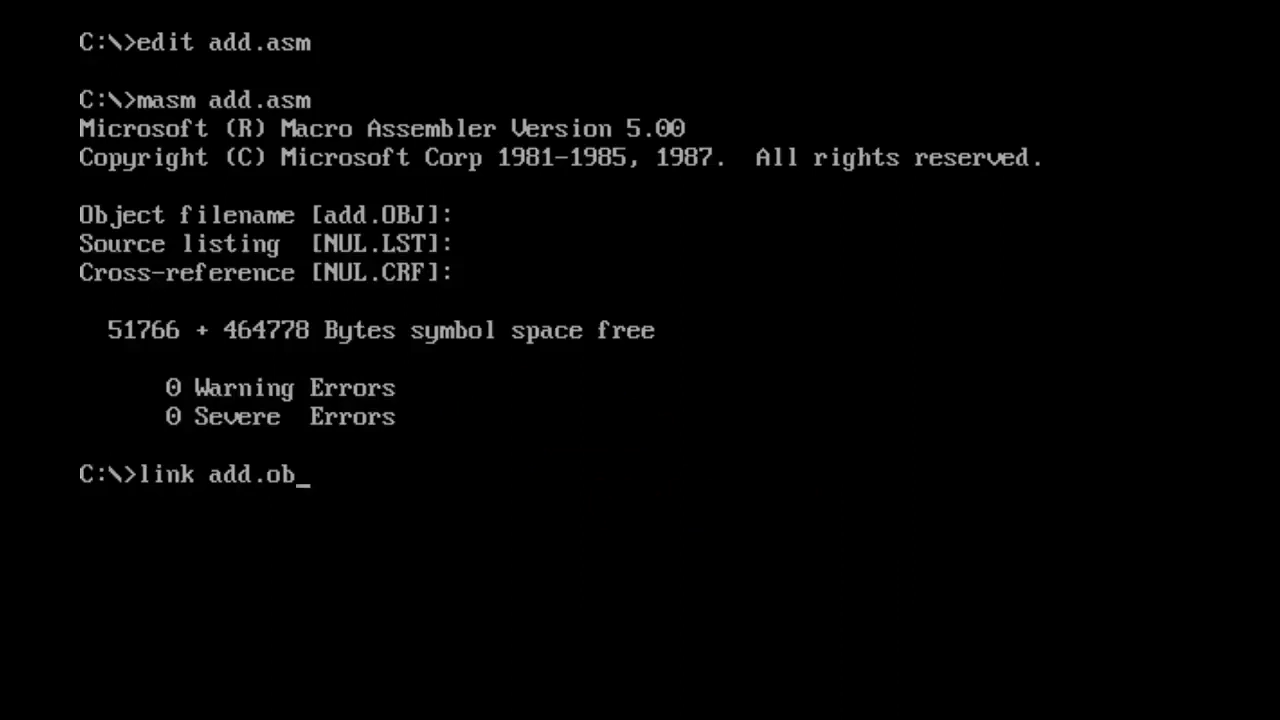 C:\>edit add.asm
C:\>masm add.asm
Microsoft (R) Macro Assembler Version 5.00
Copyright (C) Microsoft Corp 1981-1985, 1987.  All rights reserved.
Object filename [add.OBJ]:
Source listing  [NUL.LST]:
Cross-reference [NUL.CRF]:
51766 + 464778 Bytes symbol space free
0 Warning Errors
0 Severe  Errors
C:\>link add.ob_